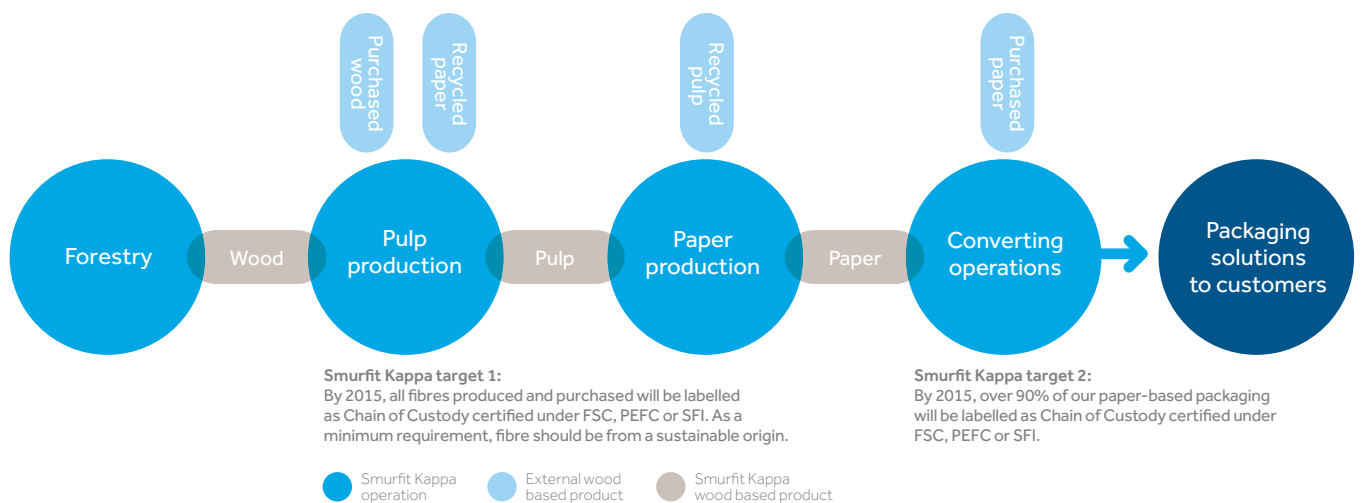 Purchased
wood
Recycled
paper
Recycled
pulp
Purchased
paper
Forestry
Wood
Pulp
production
Pulp
Paper
production
Paper
Converting
operations
Packaging
solutions
to customers
Smurfit Kappa target 1:
By 2015, all fibres produced and purchased will be labelled
as Chain of Custody certified under FSC, PEFC or SFI. As a
minimum requirement, fibre should be from a sustainable origin.
Smurfit Kappa target 2:
By 2015, over 90% of our paper-based packaging
will be labelled as Chain of Custody certified under
FSC, PEFC or SFI.
Smurfit Kappa
operation
External wood
based product
Smurfit Kappa
wood based product